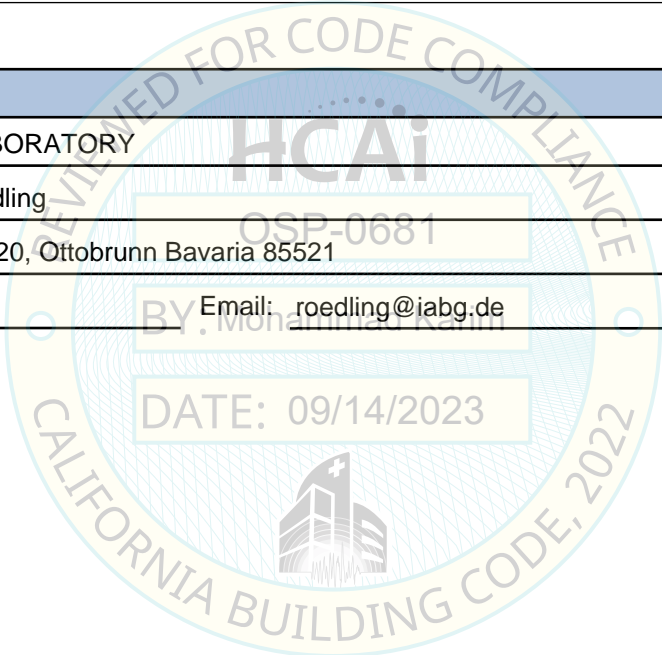 REVIEWED FOR CODE COMPLIANCE
HCAi
BORATORY
dling
OSP-0681
20, Ottobrunn Bavaria 85521
Email: roedling@iabg.de
BY: Mohammad Karim
DATE: 09/14/2023
CALIFORNIA BUILDING CODE, 2022